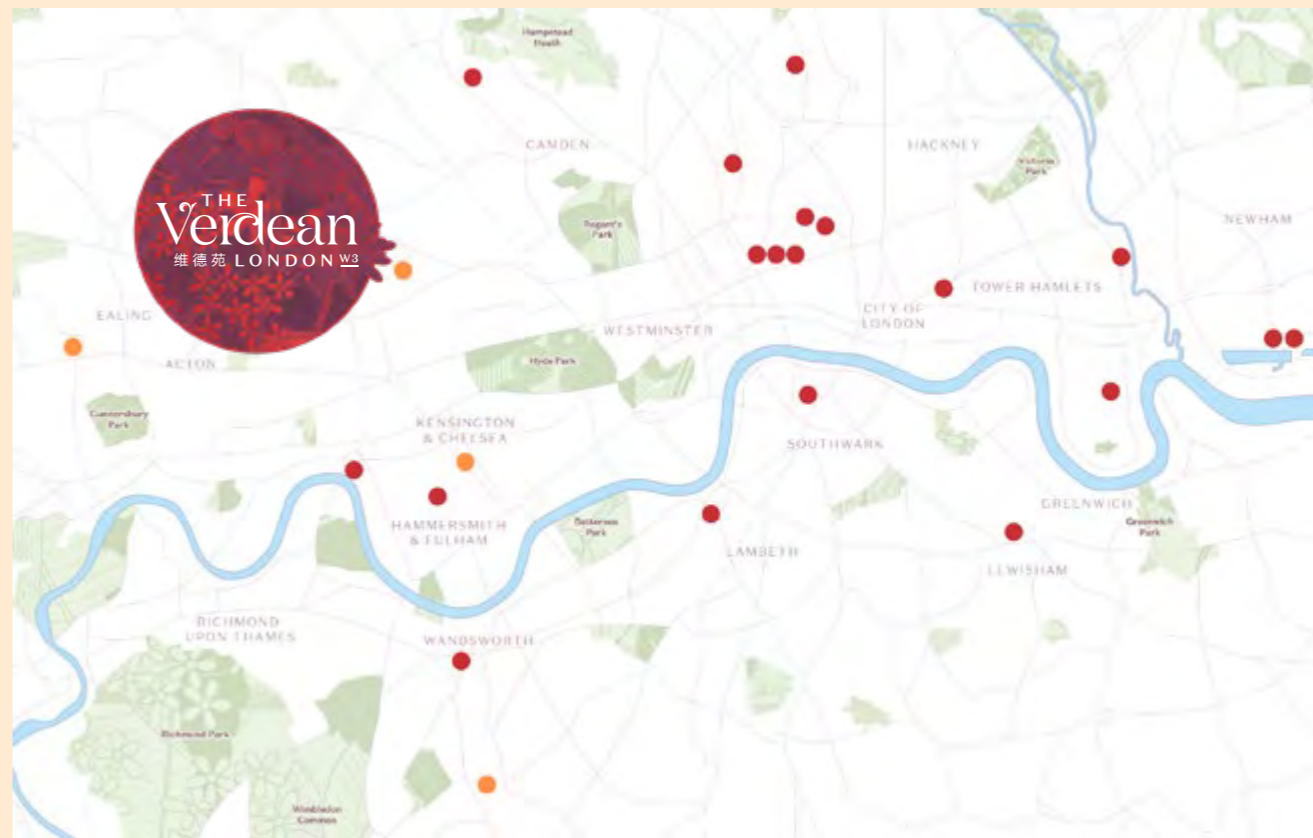 Hampstead
Heath
CAMDEN
HACKNEY
Victoria
Park
THE
Verdean
维德苑 LONDON W3
Regent's
Park
NEWHAM
TOWER HAMLETS
EALING
CITY OF
LONDON
WESTMINSTER
ACTON
Hyde Park
Gunnersbury
Park
KENSINGTON
& CHELSEA
SOUTHWARK
GREENWICH
Greenwich
Park
HAMMERSMITH
& FULHAM
Battersea
Park
LAMBETH
LEWISHAM
RICHMOND
UPON THAMES
WANDSWORTH
Richmond Park
Wimbledon
Common